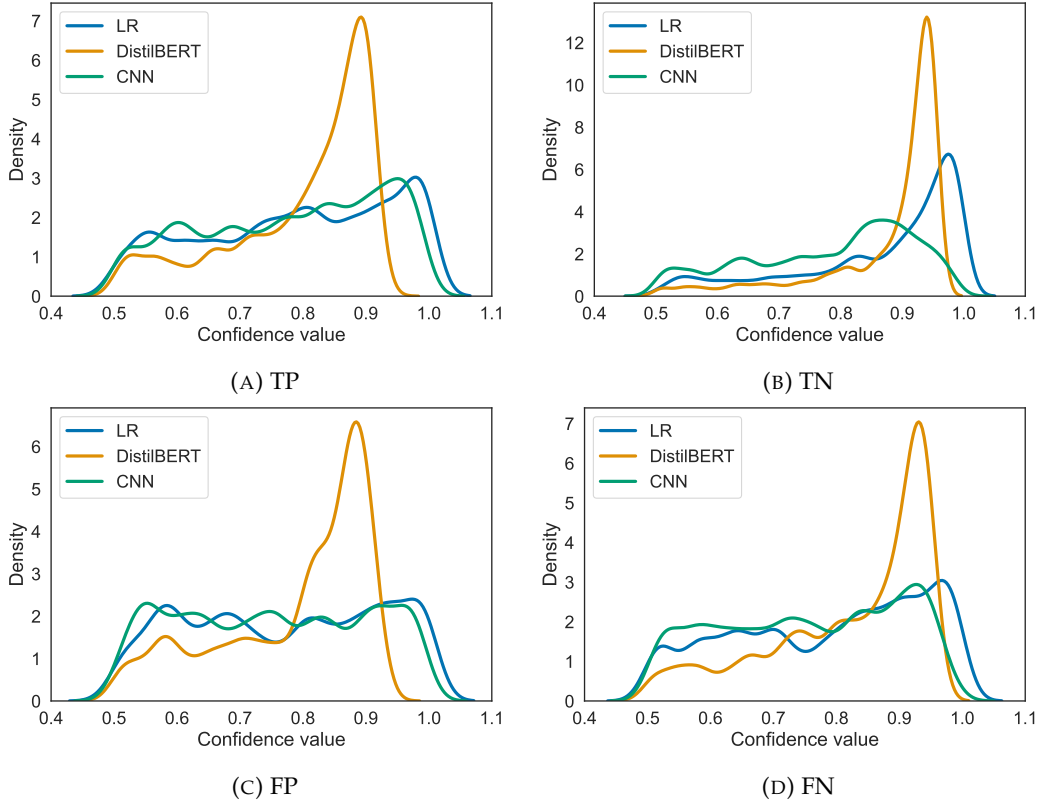 7
6
5
4
3
2
1
0
Density
LR
DistilBERT
CNN
0.4 0.5 0.6 0.7 0.8 0.9 1.0 1.1
Confidence value
(A) TP
12
10
8
6
4
2
0
Density
LR
DistilBERT
CNN
0.4 0.5 0.6 0.7 0.8 0.9 1.0 1.1
Confidence value
(B) TN
6
5
4
3
2
1
0
Density
LR
DistilBERT
CNN
0.4 0.5 0.6 0.7 0.8 0.9 1.0 1.1
Confidence value
(C) FP
7
6
5
4
3
2
1
0
Density
LR
DistilBERT
CNN
0.4 0.5 0.6 0.7 0.8 0.9 1.0 1.1
Confidence value
(D) FN